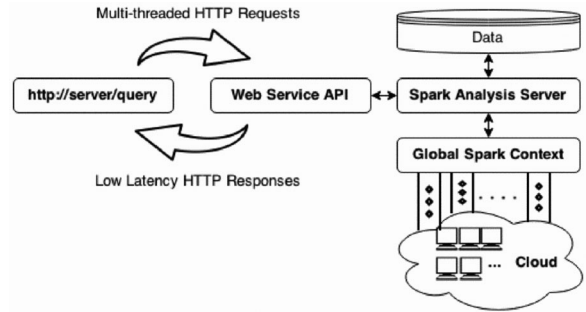 Multi-threaded HTTP Requests
Data
http://server/query
Web Service API
Spark Analysis Server
Low Latency HTTP Responses
Global Spark Context
. . . .
... Cloud